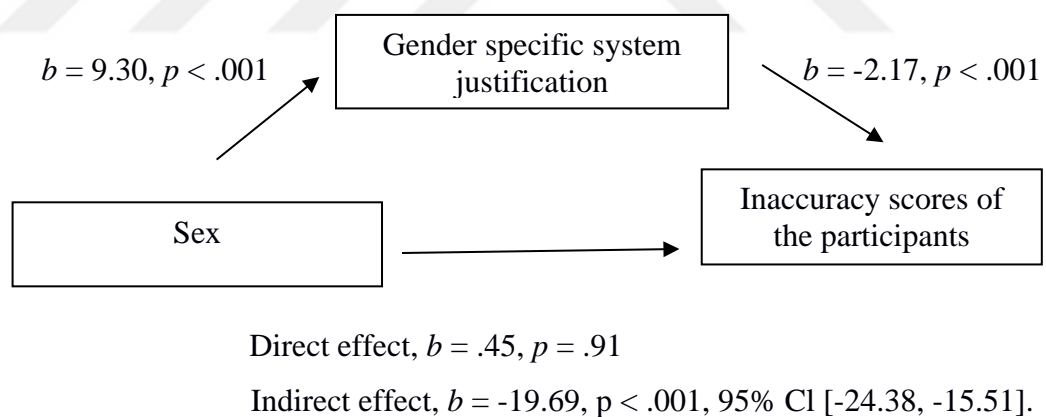 Gender specific system
justification
b = 9.30, p < .001
b = -2.17, p < .001
Sex
Inaccuracy scores of
the participants
Direct effect, b = .45, p = .91
Indirect effect, b = -19.69, p < .001, 95% Cl [-24.38, -15.51].